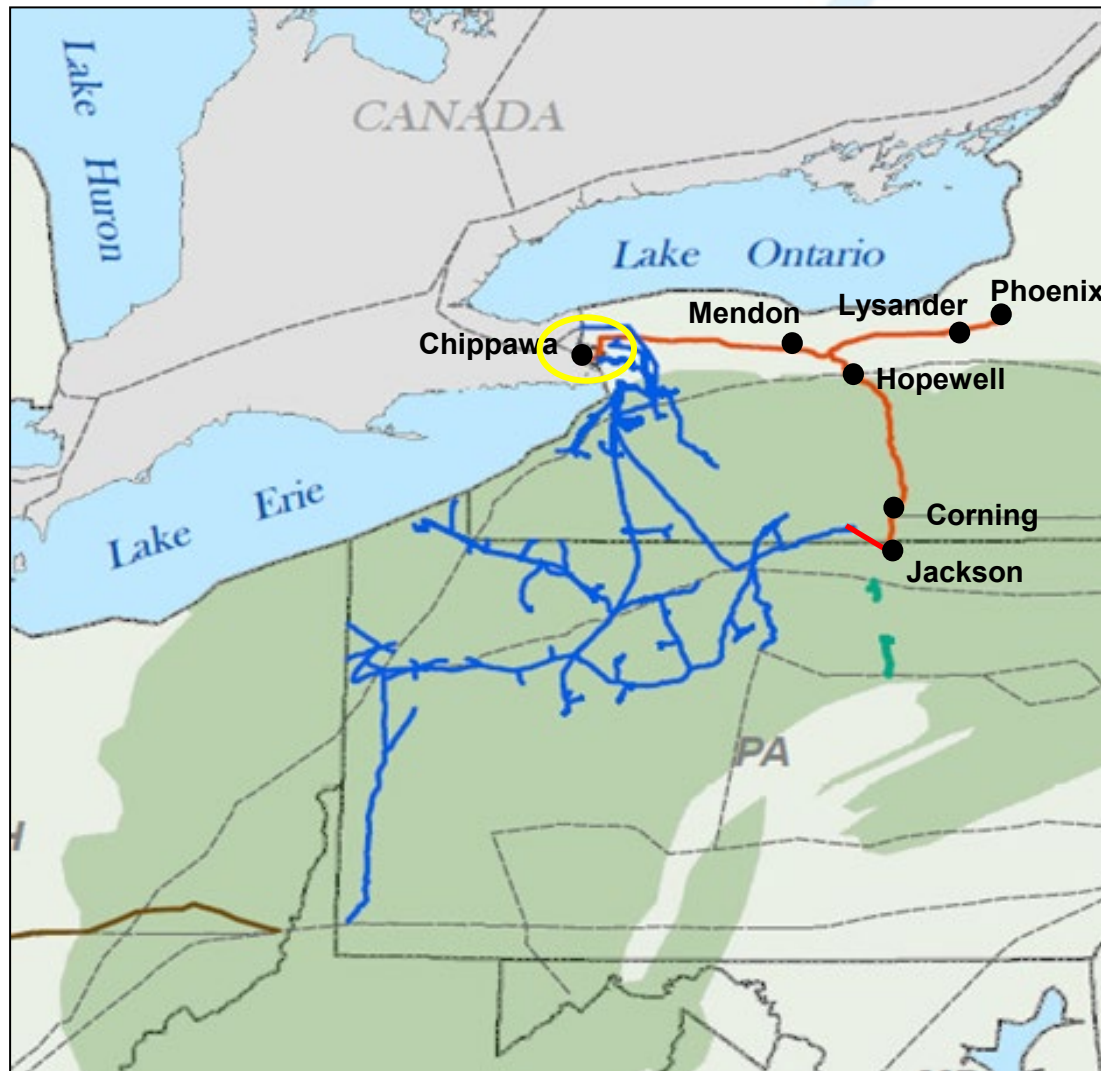 Lake Huron
CANADA
Lake Ontario
Phoenix
Lysander
Mendon
Chippawa
Hopewell
Lake Erie
Corning
Jackson
PA